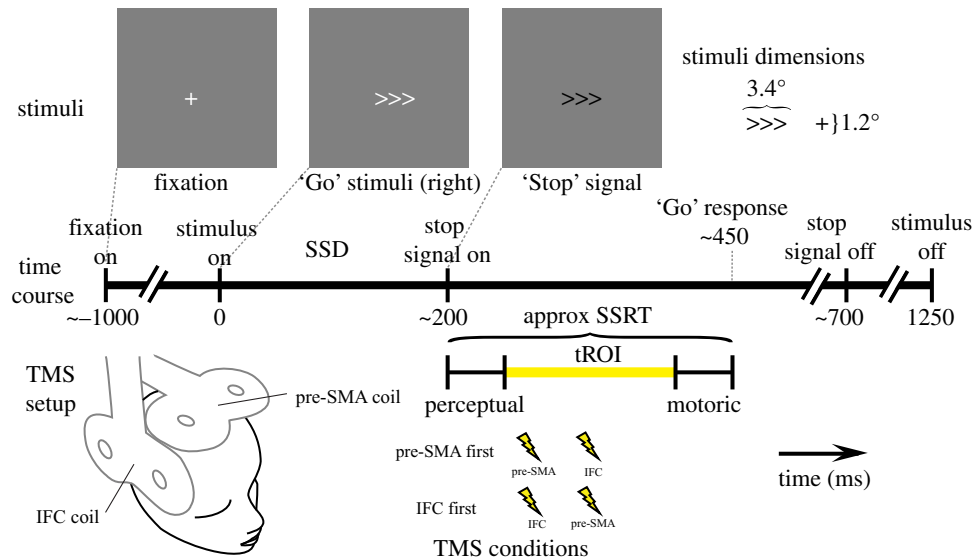 stimuli
+
>>>
>>>
stimuli dimensions
3.4°
>>> +}1.2°
fixation
'Go' stimuli (right)
'Stop' signal
fixation
on
stimulus
on
SSD
stop
signal on
'Go' response
~450
stop
signal off
stimulus
off
time
course
~–1000
0
~200
~700
1250
approx SSRT
tROI
perceptual
motoric
TMS
setup
pre-SMA coil
IFC coil
pre-SMA first
pre-SMA
IFC
IFC first
IFC
pre-SMA
TMS conditions
time (ms)